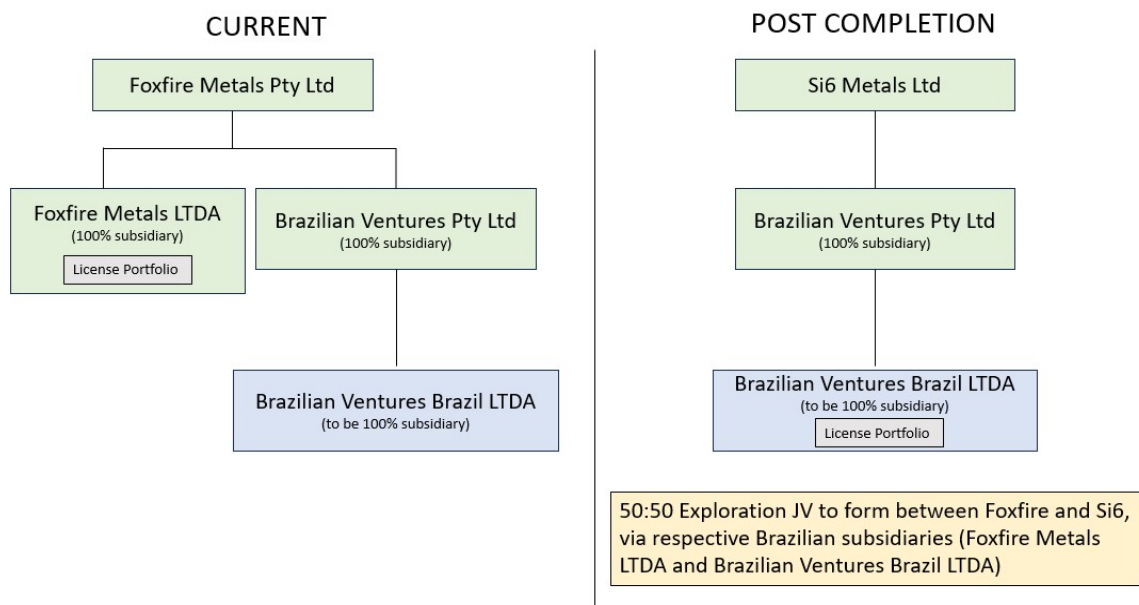 CURRENT
Foxfire Metals Pty Ltd
Foxfire Metals LTDA
(100% subsidiary)
License Portfolio
Brazilian Ventures Pty Ltd
(100% subsidiary)
Brazilian Ventures Brazil LTDA
(to be 100% subsidiary)
POST COMPLETION
Si6 Metals Ltd
Brazilian Ventures Pty Ltd
(100% subsidiary)
Brazilian Ventures Brazil LTDA
(to be 100% subsidiary)
License Portfolio
50:50 Exploration JV to form between Foxfire and Si6,
via respective Brazilian subsidiaries (Foxfire Metals
LTDA and Brazilian Ventures Brazil LTDA)